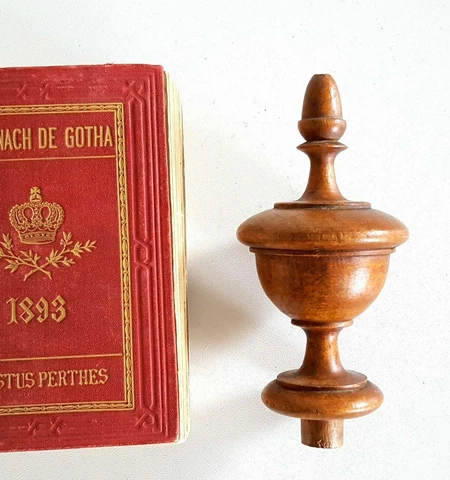 NACH DE GOTHA
1893
STUS PERTHES